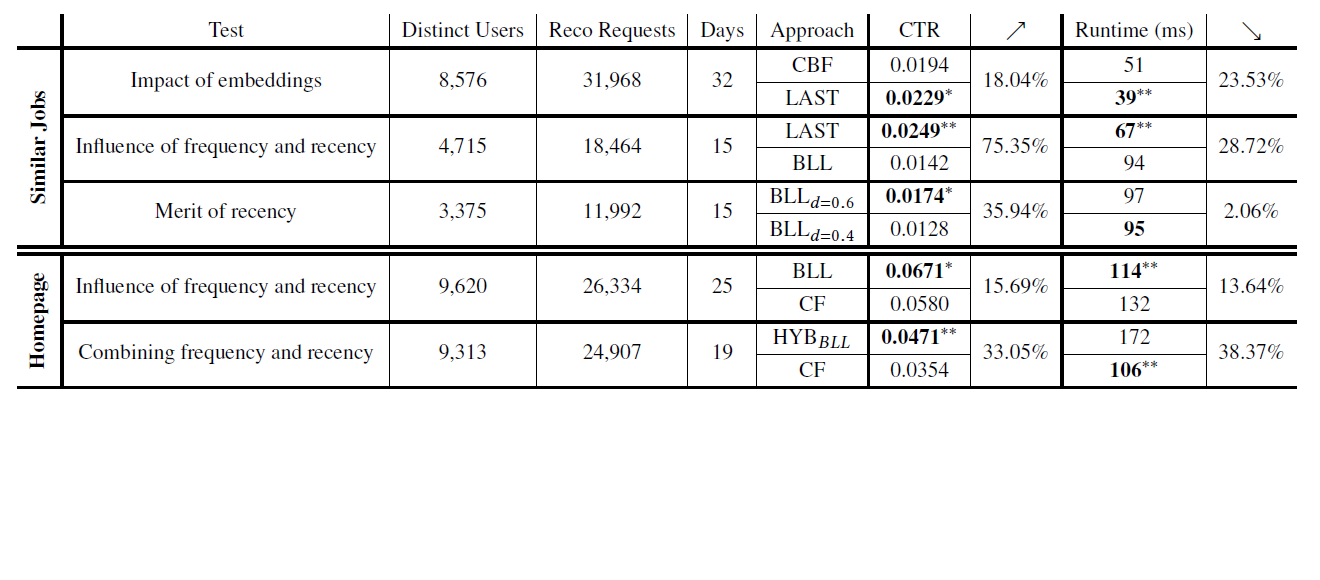 Test Distinct Users Reco Requests Days Approach CTR ↗ Runtime (ms) ↘
Similar Jobs
Impact of embeddings 8,576 31,968 32 CBF 0.0194 18.04% 51 23.53%
LAST 0.0229* 39**
Influence of frequency and recency 4,715 18,464 15 LAST 0.0249** 75.35% 67** 28.72%
BLL 0.0142 94
Merit of recency 3,375 11,992 15 BLL_d=0.6 0.0174* 35.94% 97 2.06%
BLL_d=0.4 0.0128 95
Homepage
Influence of frequency and recency 9,620 26,334 25 BLL 0.0671* 15.69% 114** 13.64%
CF 0.0580 132
Combining frequency and recency 9,313 24,907 19 HYB_BLL 0.0471** 33.05% 172 38.37%
CF 0.0354 106**